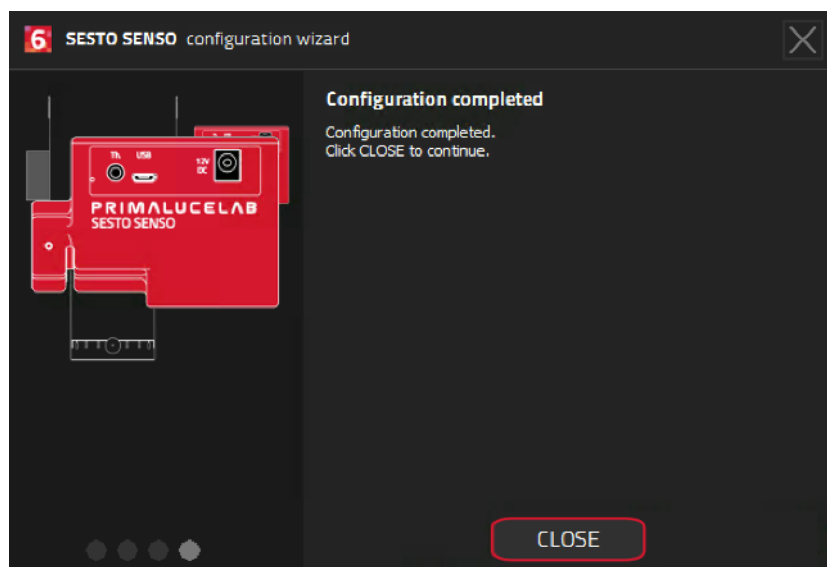 6 SESTO SENSO configuration wizard
Configuration completed
Configuration completed.
Click CLOSE to continue.
Th. USB 12V
DC
PRIMALUCELAB
SESTO SENSO
CLOSE